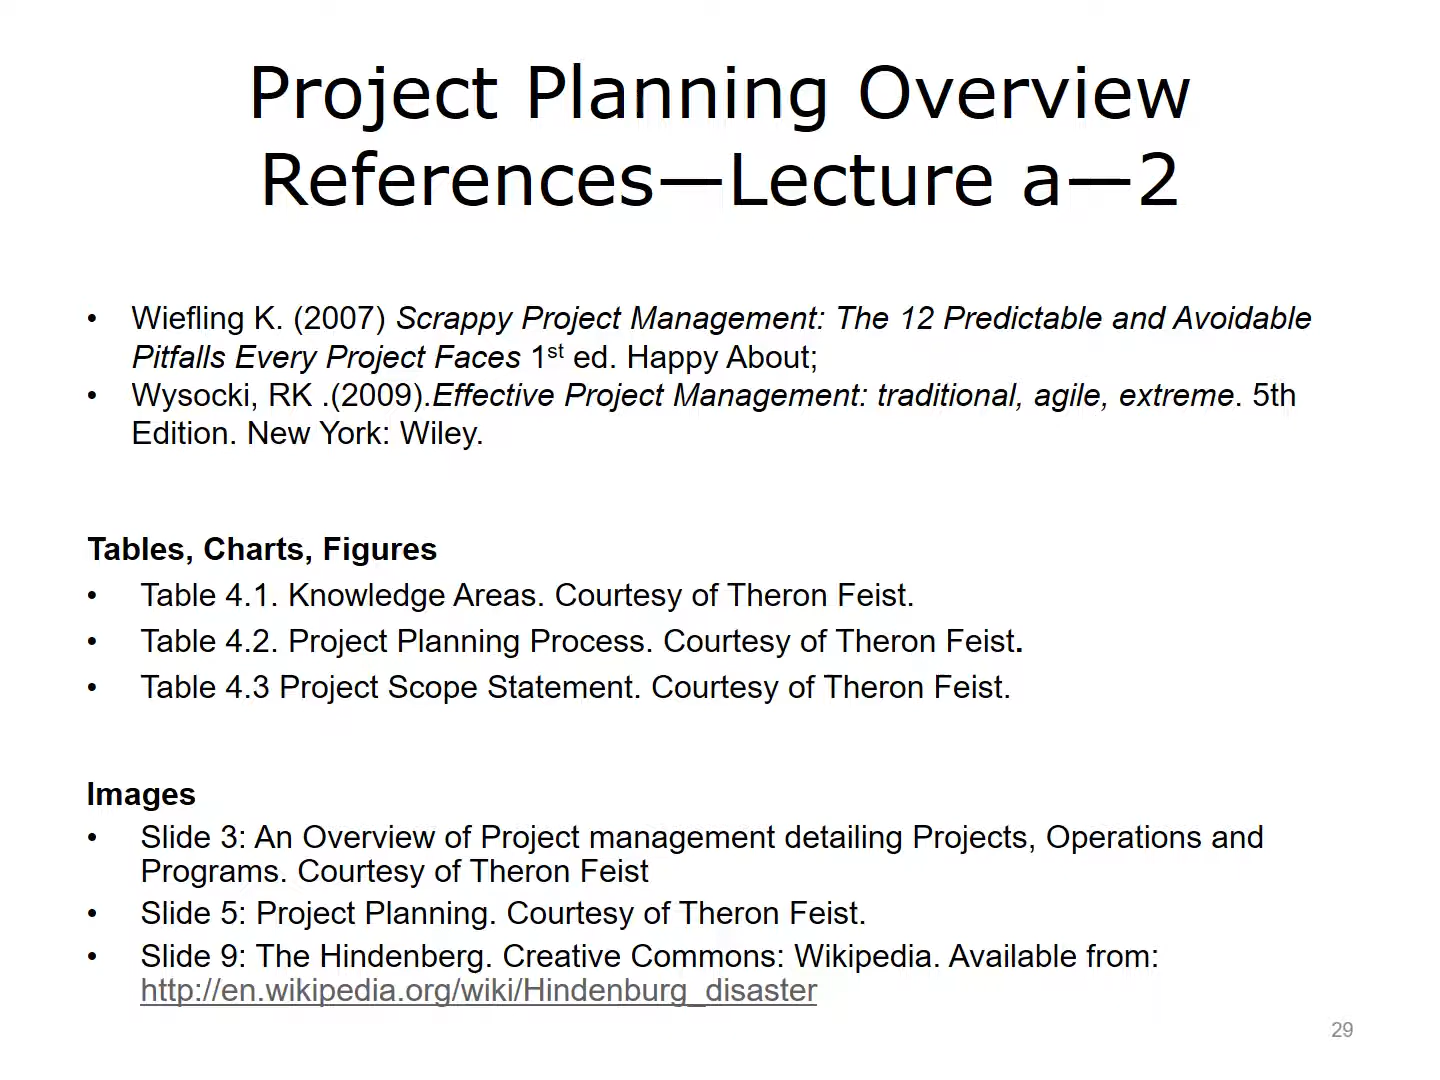 Project Planning Overview
References—Lecture a—2
• Wiefling K. (2007) Scrappy Project Management: The 12 Predictable and Avoidable
Pitfalls Every Project Faces 1st ed. Happy About;
• Wysocki, RK .(2009).Effective Project Management: traditional, agile, extreme. 5th
Edition. New York: Wiley.
Tables, Charts, Figures
• Table 4.1. Knowledge Areas. Courtesy of Theron Feist.
• Table 4.2. Project Planning Process. Courtesy of Theron Feist.
• Table 4.3 Project Scope Statement. Courtesy of Theron Feist.
Images
• Slide 3: An Overview of Project management detailing Projects, Operations and
Programs. Courtesy of Theron Feist
• Slide 5: Project Planning. Courtesy of Theron Feist.
• Slide 9: The Hindenberg. Creative Commons: Wikipedia. Available from:
http://en.wikipedia.org/wiki/Hindenburg_disaster
29